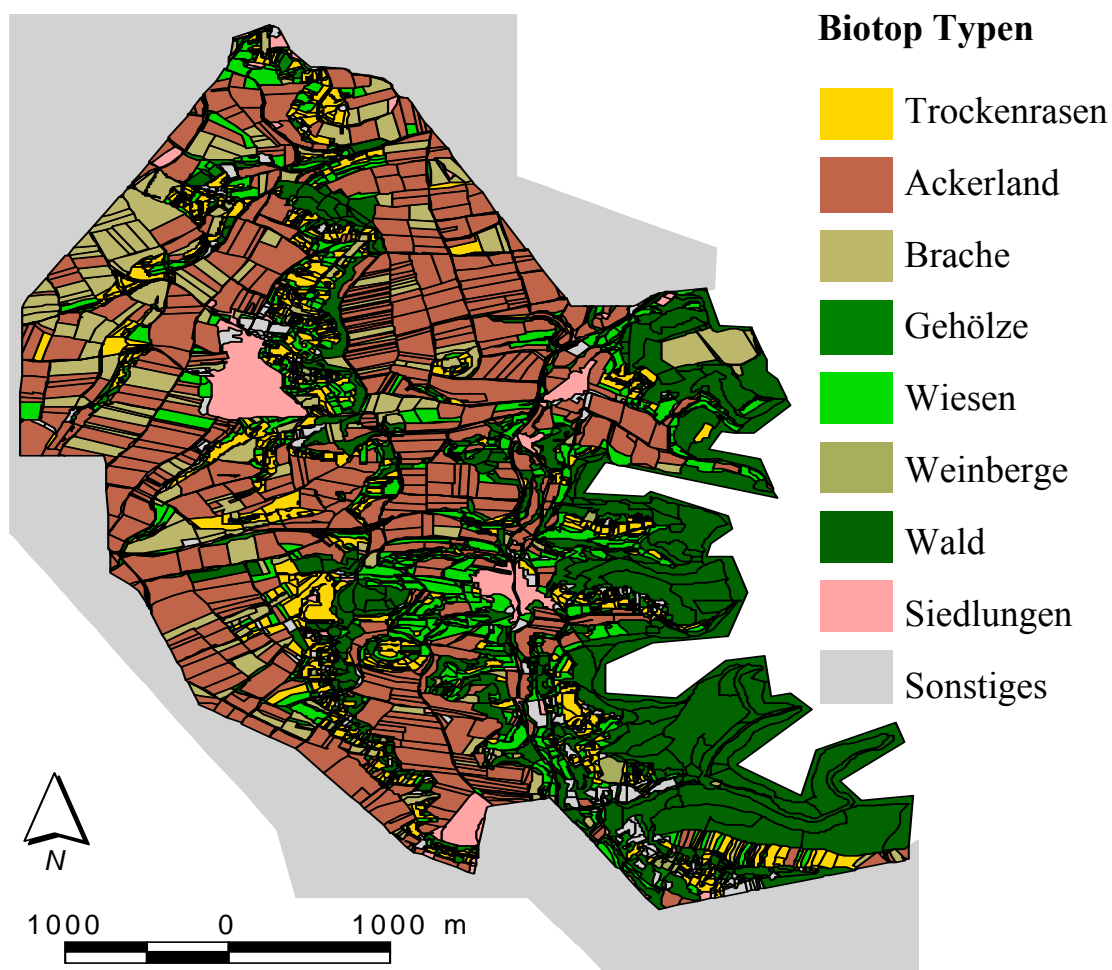 Biotop Typen
Trockenrasen
Ackerland
Brache
Gehölze
Wiesen
Weinberge
Wald
Siedlungen
Sonstiges
N
1000 0 1000 m